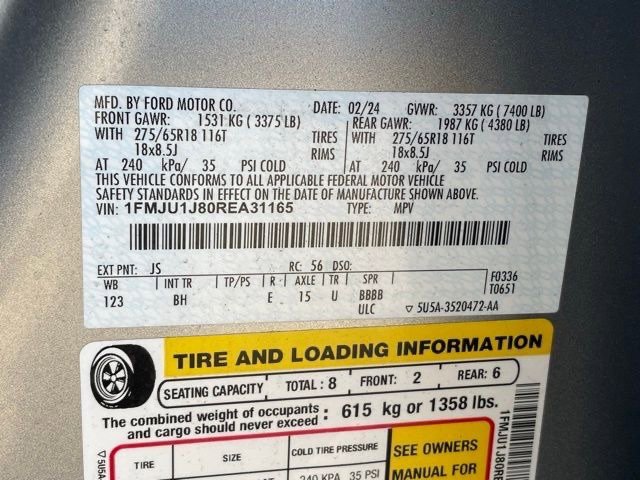 MFD. BY FORD MOTOR CO. DATE: 02/24 GVWR: 3357 KG (7400 LB)
FRONT GAWR: 1531 KG (3375 LB) REAR GAWR: 1987 KG (4380 LB)
WITH 275/65R18 116T TIRES WITH 275/65R18 116T TIRES
18x8.5J RIMS 18x8.5J RIMS
AT 240 kPa/ 35 PSI COLD AT 240 kPa/ 35 PSI COLD
THIS VEHICLE CONFORMS TO ALL APPLICABLE FEDERAL MOTOR VEHICLE
SAFETY STANDARDS IN EFFECT ON THE DATE OF MANUFACTURE SHOWN ABOVE.
VIN: 1FMJU1J80REA31165 TYPE: MPV
EXT PNT: JS RC: 56 DSO:
WB INT TR TP/PS R AXLE TR SPR F0336
123 BH E 15 U BBBB T0651
ULC ▽ 5U5A-3520472-AA
TIRE AND LOADING INFORMATION
SEATING CAPACITY TOTAL : 8 FRONT: 2 REAR: 6
The combined weight of occupants and cargo should never exceed : 615 kg or 1358 lbs.
TIRE SIZE COLD TIRE PRESSURE SEE OWNERS
240 KPA, 35 PSI MANUAL FOR
▽ 5U5A-
1FMJU1J80RE